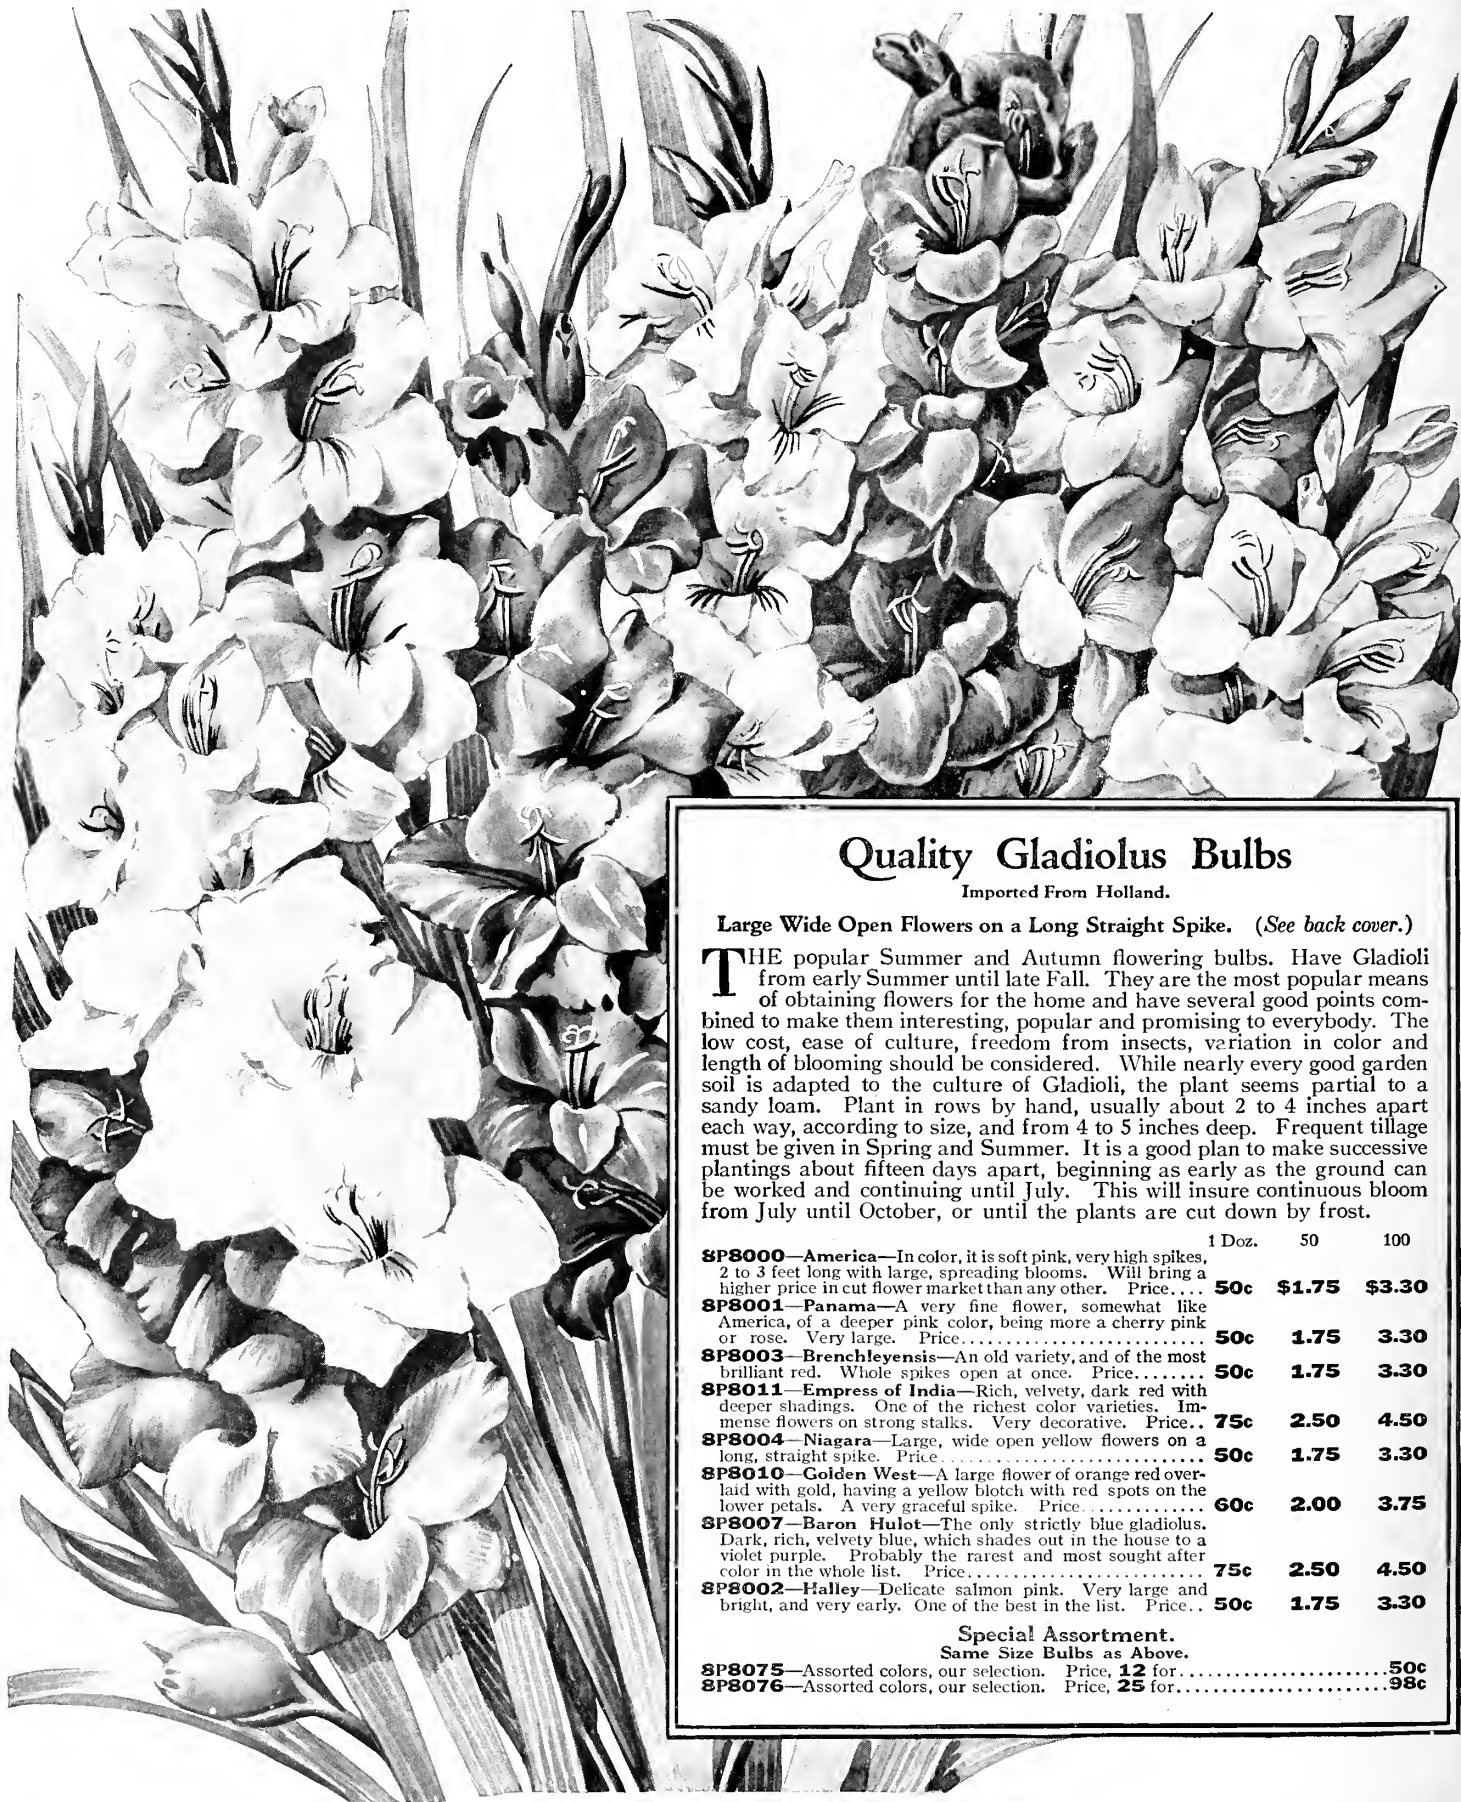 Quality Gladiolus Bulbs
Imported From Holland.
Large Wide Open Flowers on a Long Straight Spike. (See back cover.)
THE popular Summer and Autumn flowering bulbs. Have Gladioli
from early Summer until late Fall. They are the most popular means
of obtaining flowers for the home and have several good points com-
bined to make them interesting, popular and promising to everybody. The
low cost, ease of culture, freedom from insects, variation in color and
length of blooming should be considered. While nearly every good garden
soil is adapted to the culture of Gladioli, the plant seems partial to a
sandy loam. Plant in rows by hand, usually about 2 to 4 inches apart
each way, according to size, and from 4 to 5 inches deep. Frequent tillage
must be given in Spring and Summer. It is a good plan to make successive
plantings about fifteen days apart, beginning as early as the ground can
be worked and continuing until July. This will insure continuous bloom
from July until October, or until the plants are cut down by frost.
1 Doz. 50 100
8P8000—America—In color, it is soft pink, very high spikes,
2 to 3 feet long with large, spreading blooms. Will bring a
higher price in cut flower market than any other. Price.... 50c $1.75 $3.30
8P8001—Panama—A very fine flower, somewhat like
America, of a deeper pink color, being more a cherry pink
or rose. Very large. Price........................... 50c 1.75 3.30
8P8003—Brenchleyensis—An old variety, and of the most
brilliant red. Whole spikes open at once. Price........ 50c 1.75 3.30
8P8011—Empress of India—Rich, velvety, dark red with
deeper shadings. One of the richest color varieties. Im-
mense flowers on strong stalks. Very decorative. Price.. 75c 2.50 4.50
8P8004—Niagara—Large, wide open yellow flowers on a
long, straight spike. Price............................. 50c 1.75 3.30
8P8010—Golden West—A large flower of orange red over-
laid with gold, having a yellow blotch with red spots on the
lower petals. A very graceful spike. Price.............. 60c 2.00 3.75
8P8007—Baron Hulot—The only strictly blue gladiolus.
Dark, rich, velvety blue, which shades out in the house to a
violet purple. Probably the rarest and most sought after
color in the whole list. Price.......................... 75c 2.50 4.50
8P8002—Halley—Delicate salmon pink. Very large and
bright, and very early. One of the best in the list. Price.. 50c 1.75 3.30
Special Assortment.
Same Size Bulbs as Above.
8P8075—Assorted colors, our selection. Price, 12 for.......................50c
8P8076—Assorted colors, our selection. Price, 25 for.......................98c